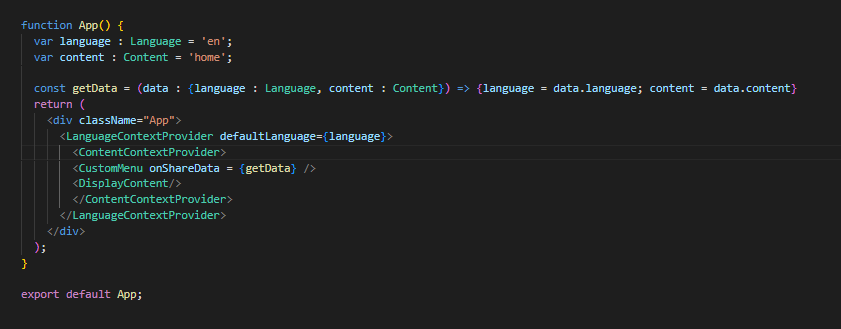 function App() {
var language : Language = 'en';
var content : Content = 'home';
const getData = (data : {language : Language, content : Content}) => {language = data.language; content = data.content}
return (
<div className="App">
<LanguageContextProvider defaultLanguage={language}>
<ContentContextProvider>
<CustomMenu onShareData = {getData} />
<DisplayContent/>
</ContentContextProvider>
</LanguageContextProvider>
</div>
);
}
export default App;